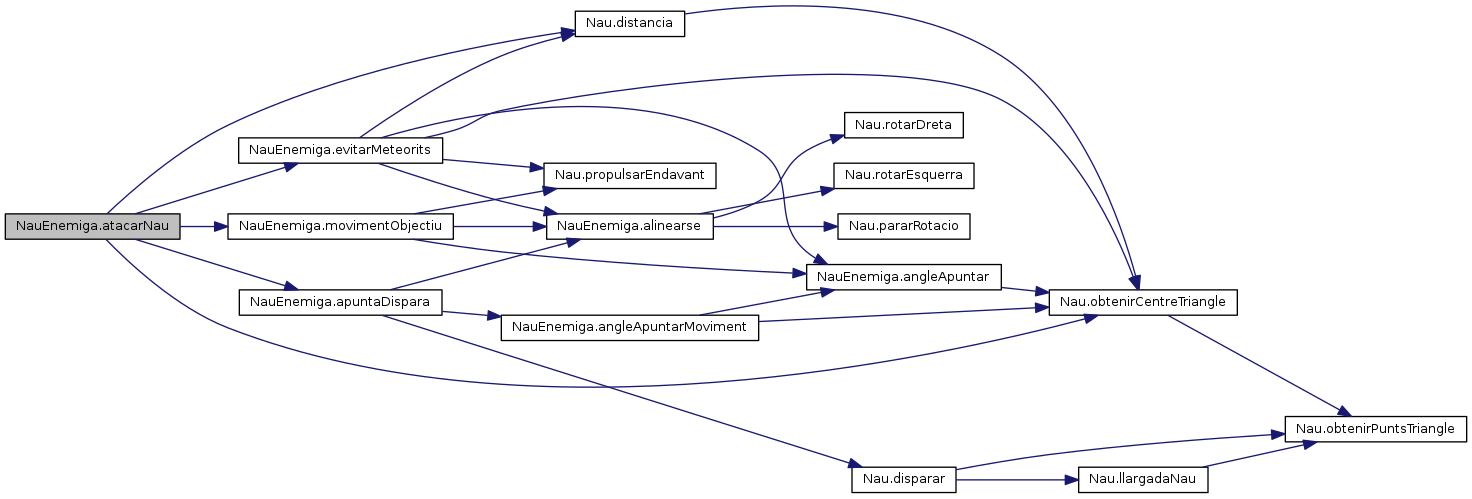 NauEnemiga.atacarNau
NauEnemiga.evitarMeteorits
NauEnemiga.movimentObjectiu
NauEnemiga.apuntaDispara
Nau.distancia
Nau.propulsarEndavant
NauEnemiga.alinearse
NauEnemiga.angleApuntarMoviment
Nau.rotarDreta
Nau.rotarEsquerra
Nau.pararRotacio
NauEnemiga.angleApuntar
Nau.disparar
Nau.obtenirCentreTriangle
Nau.llargadaNau
Nau.obtenirPuntsTriangle